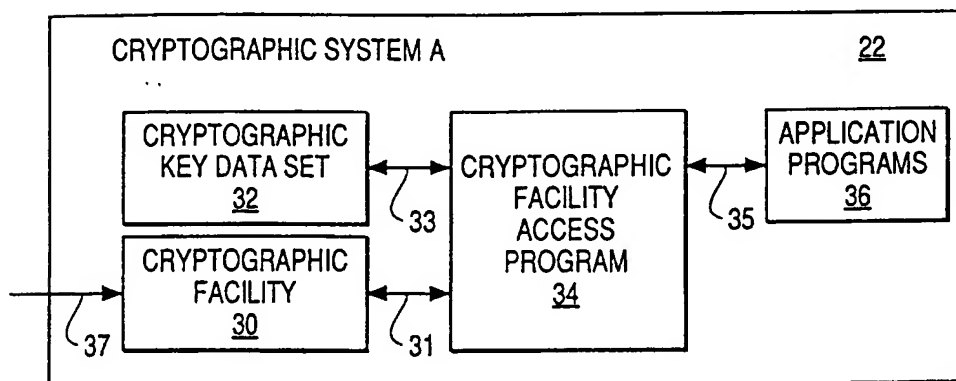 CRYPTOGRAPHIC SYSTEM A
22
CRYPTOGRAPHIC
KEY DATA SET
32
33
CRYPTOGRAPHIC
FACILITY
30
37
31
CRYPTOGRAPHIC
FACILITY
ACCESS
PROGRAM
34
35
APPLICATION
PROGRAMS
36